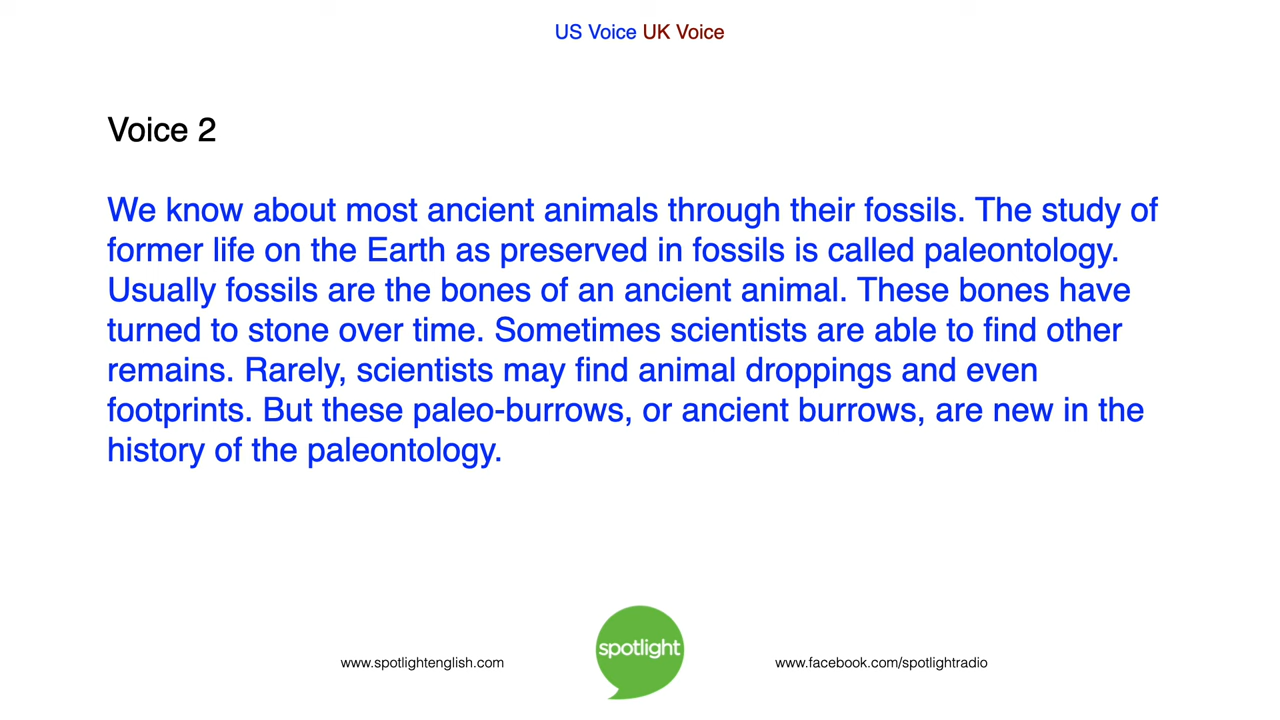 US Voice UK Voice
Voice 2
We know about most ancient animals through their fossils. The study of
former life on the Earth as preserved in fossils is called paleontology.
Usually fossils are the bones of an ancient animal. These bones have
turned to stone over time. Sometimes scientists are able to find other
remains. Rarely, scientists may find animal droppings and even
footprints. But these paleo-burrows, or ancient burrows, are new in the
history of the paleontology.
spotlight
www.spotlightenglish.com
www.facebook.com/spotlightradio